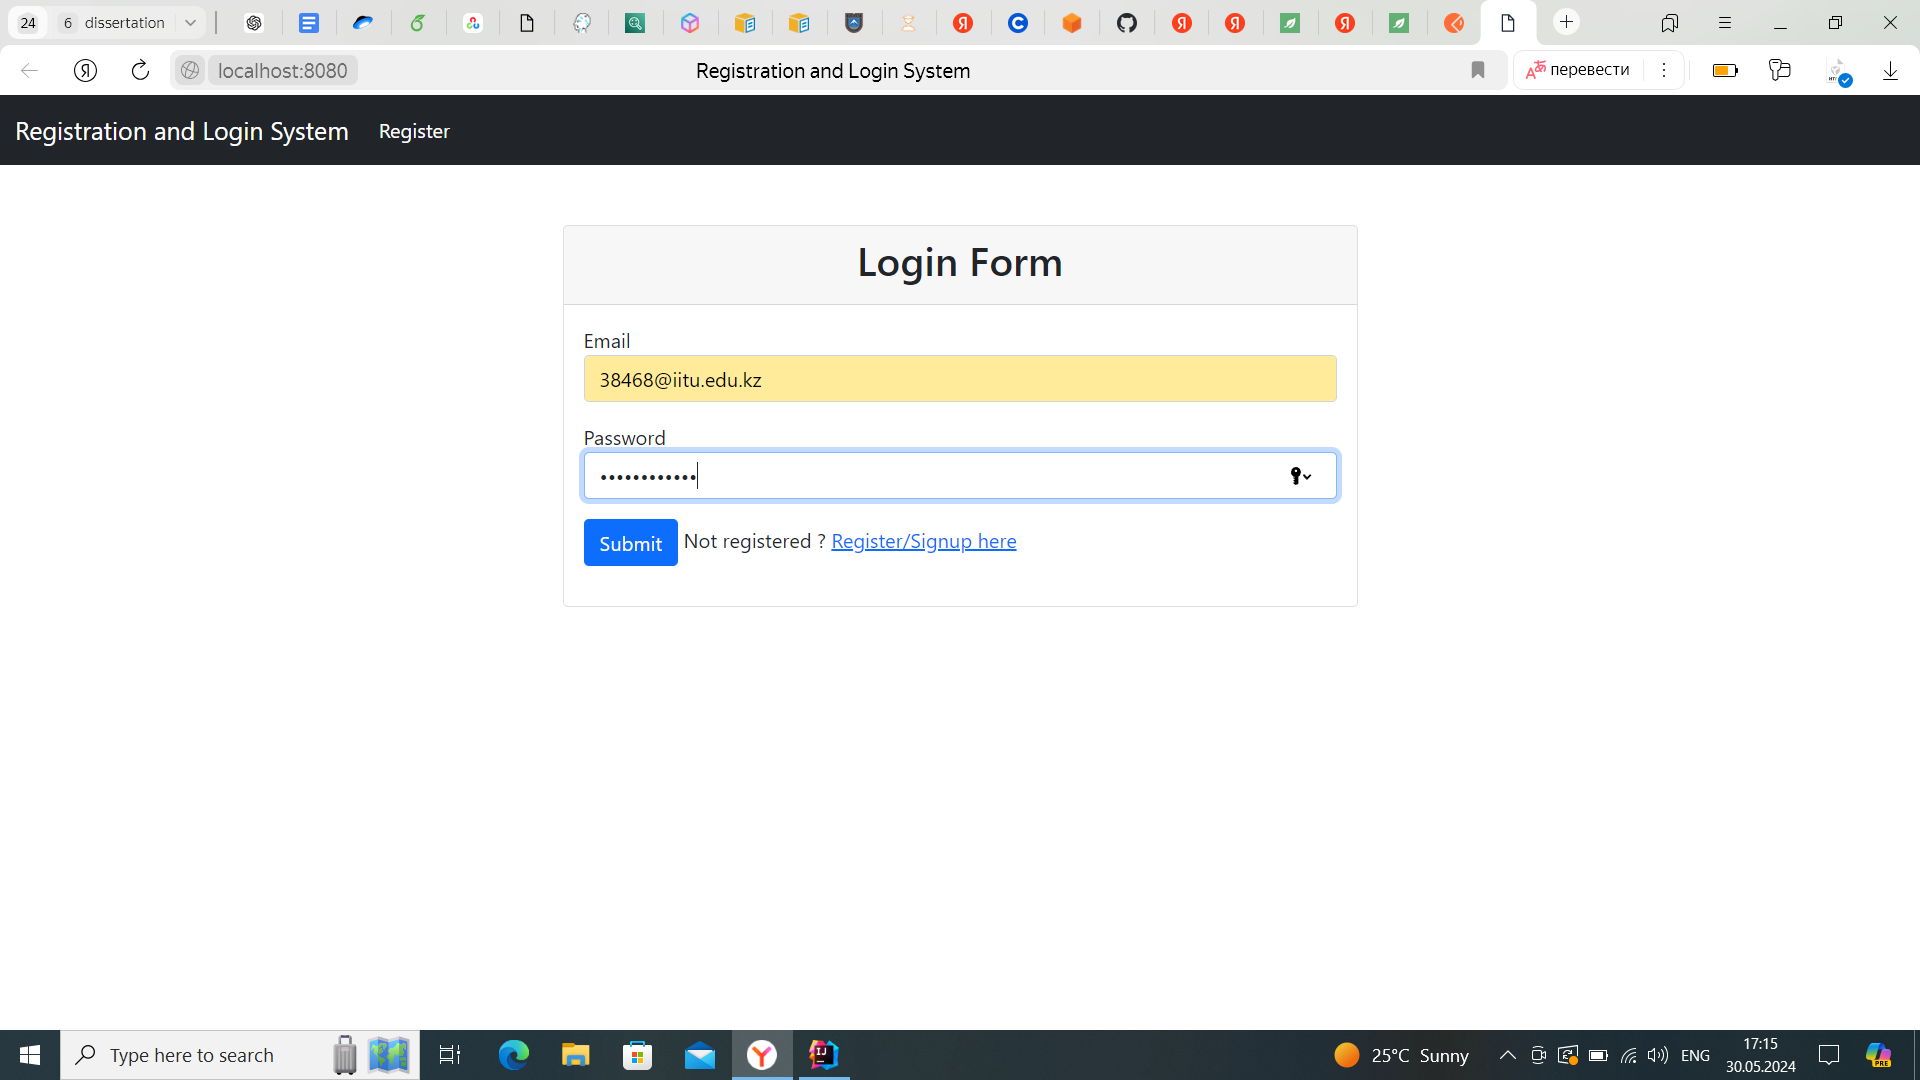 24 6 dissertation
localhost:8080 Registration and Login System перевести
Registration and Login System Register
Login Form
Email
38468@iitu.edu.kz
Password
••••••••••••
Submit Not registered ? Register/Signup here
Type here to search 25°C Sunny ENG 17:15
30.05.2024
PRE